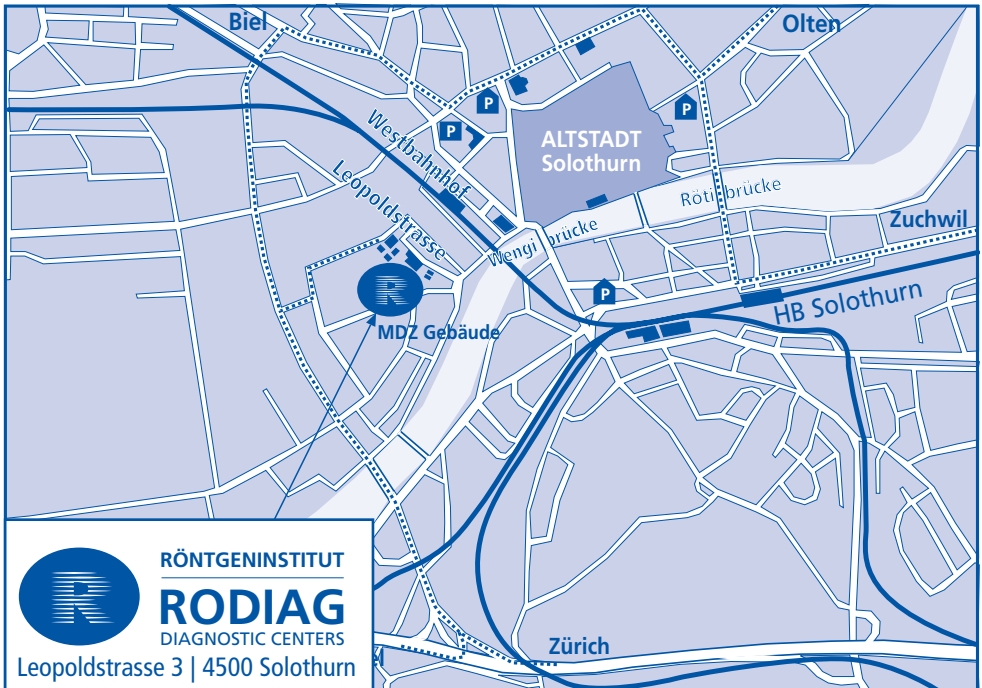 Biel
Olten
P
P
P
ALTSTADT
Solothurn
Westbahnhof
Leopoldstrasse
Rötibrücke
Wengibrücke
Zuchwil
P
HB Solothurn
R
MDZ Gebäude
R
RÖNTGENINSTITUT
RODIAG
DIAGNOSTIC CENTERS
Leopoldstrasse 3 | 4500 Solothurn
Zürich